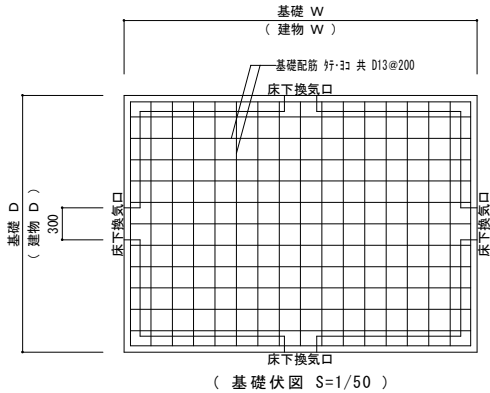 基礎 W
( 建物 W )
基礎配筋 ﾀﾃ･ﾖｺ 共 D13@200
床下換気口
基礎 D
( 建物 D )
300
床下換気口
床下換気口
床下換気口
( 基礎伏図 S=1/50 )